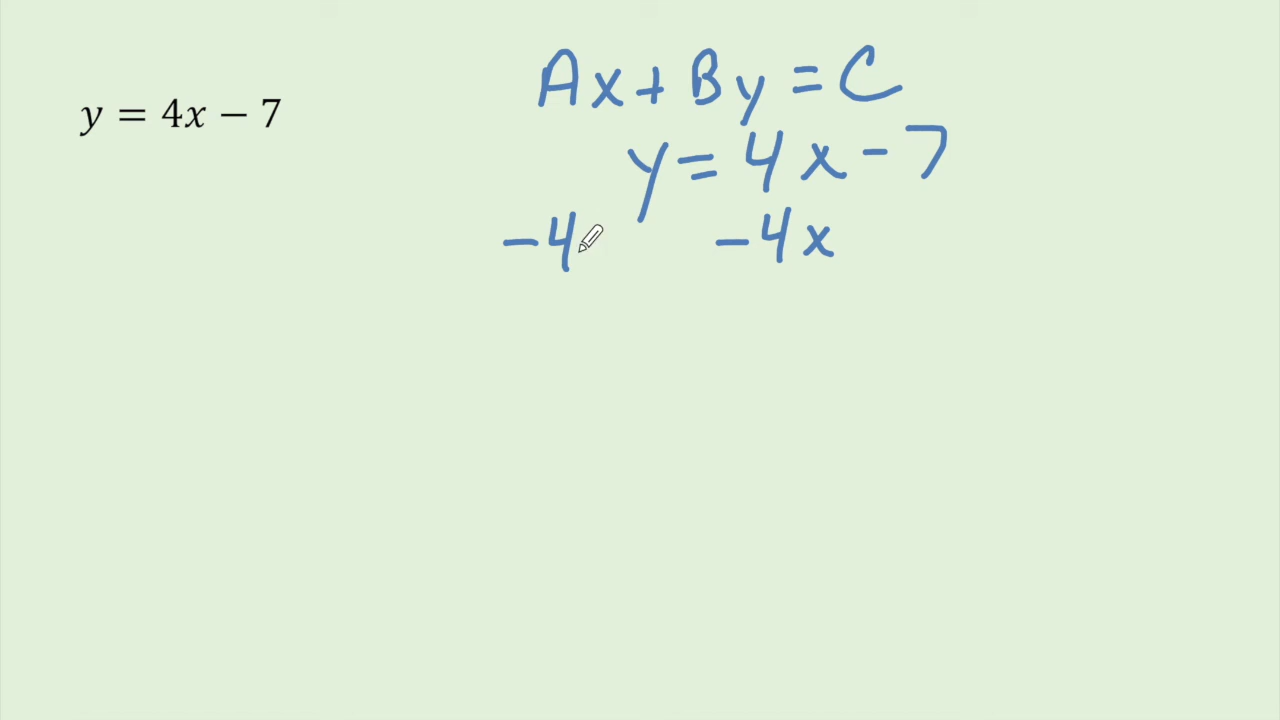 y = 4x − 7
Ax + By = C
y = 4x - 7
-4 -4x